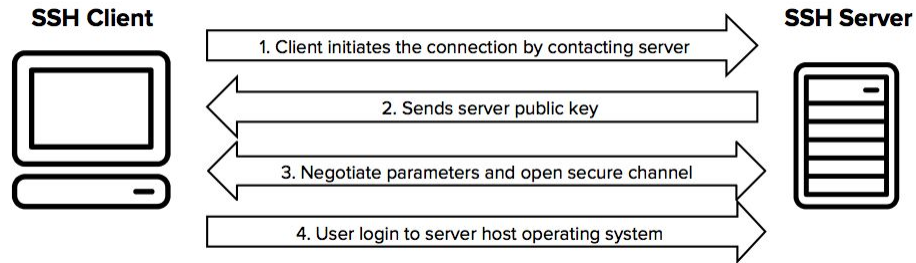 SSH Client
SSH Server
1. Client initiates the connection by contacting server
2. Sends server public key
3. Negotiate parameters and open secure channel
4. User login to server host operating system